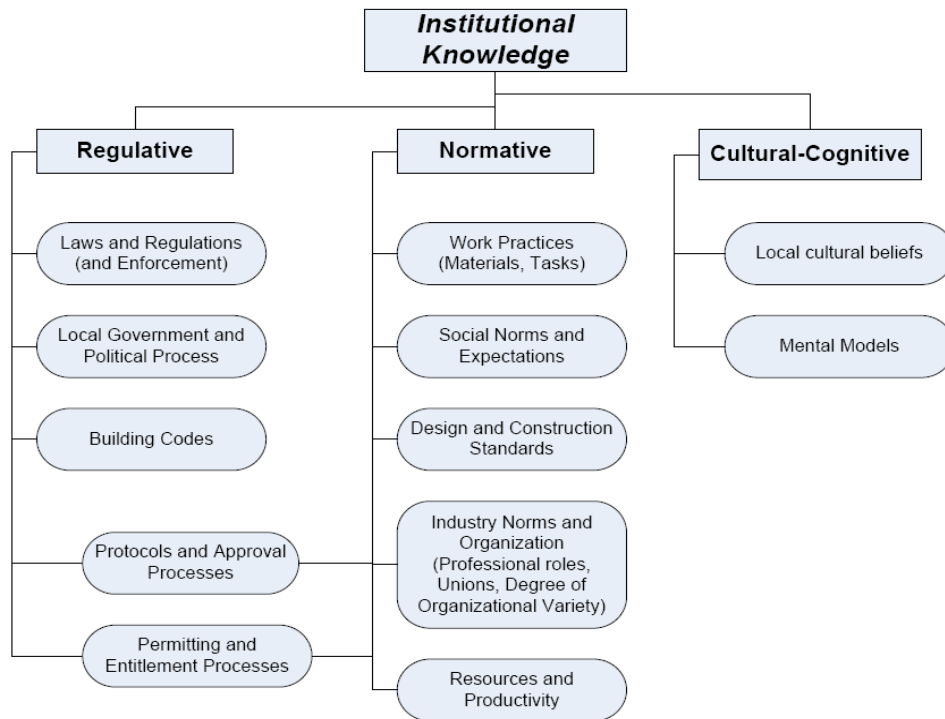 Institutional
Knowledge
Regulative
Normative
Cultural-Cognitive
Laws and Regulations
(and Enforcement)
Local Government and
Political Process
Building Codes
Protocols and Approval
Processes
Permitting and
Entitlement Processes
Work Practices
(Materials, Tasks)
Social Norms and
Expectations
Design and Construction
Standards
Industry Norms and
Organization
(Professional roles,
Unions, Degree of
Organizational Variety)
Resources and
Productivity
Local cultural beliefs
Mental Models